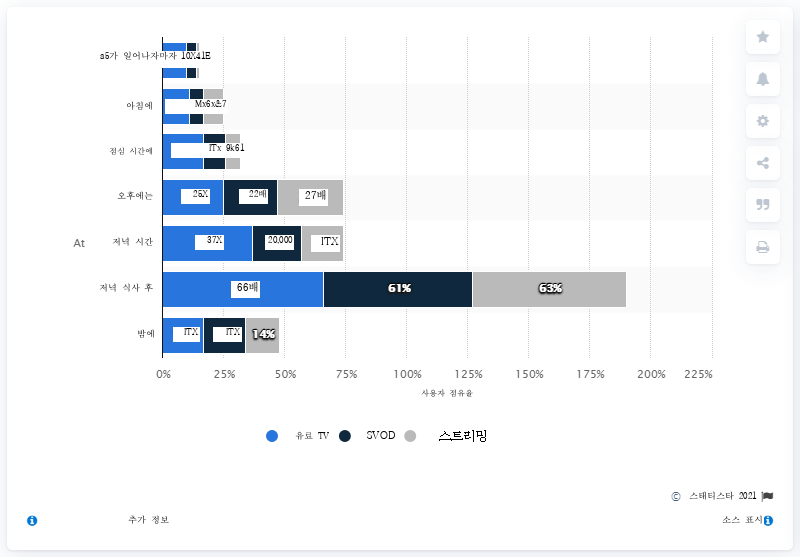 a5가 일어나자마자 10X41E
아침에 Mx6x초7
점심 시간에 ITx 9k61
오후에는 25X 22배 27배
At 저녁 시간 37X 20,000 1TX
저녁 식사 후 66배 61% 63%
밤에 1TX 1TX 14%
0% 25% 50% 75% 100% 125% 150% 175% 200% 225%
사용자 점유율
유료 TV SVOD 스트리밍
© 스태티스타 2021
추가 정보 소스 표시